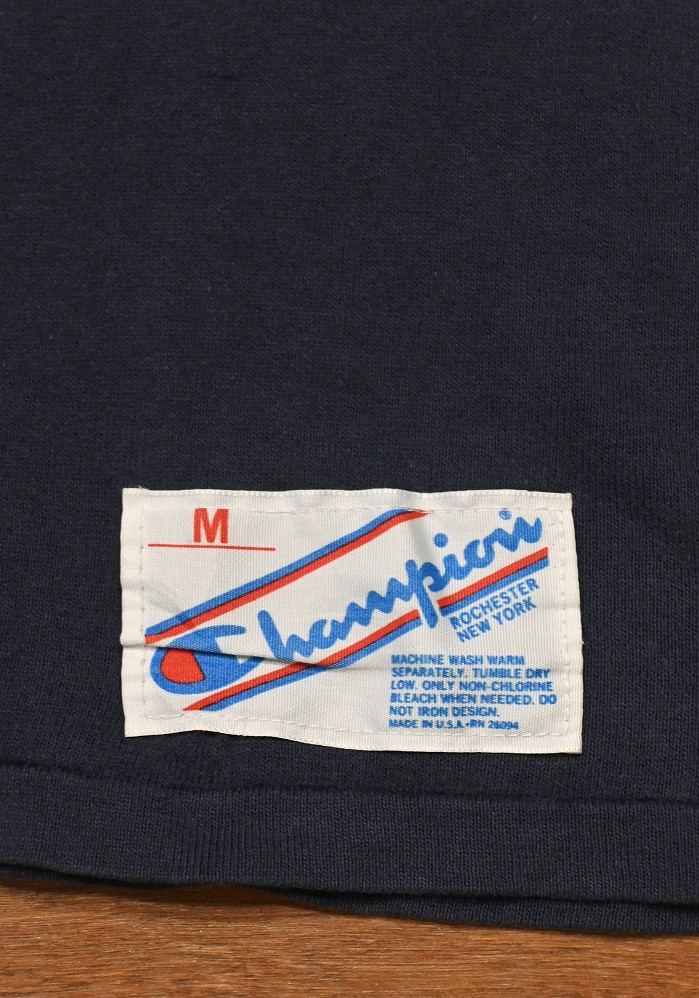 M
Champion®
ROCHESTER
NEW YORK
MACHINE WASH WARM
SEPARATELY. TUMBLE DRY
LOW. ONLY NON-CHLORINE
BLEACH WHEN NEEDED. DO
NOT IRON DESIGN.
MADE IN U.S.A.•RN 26094